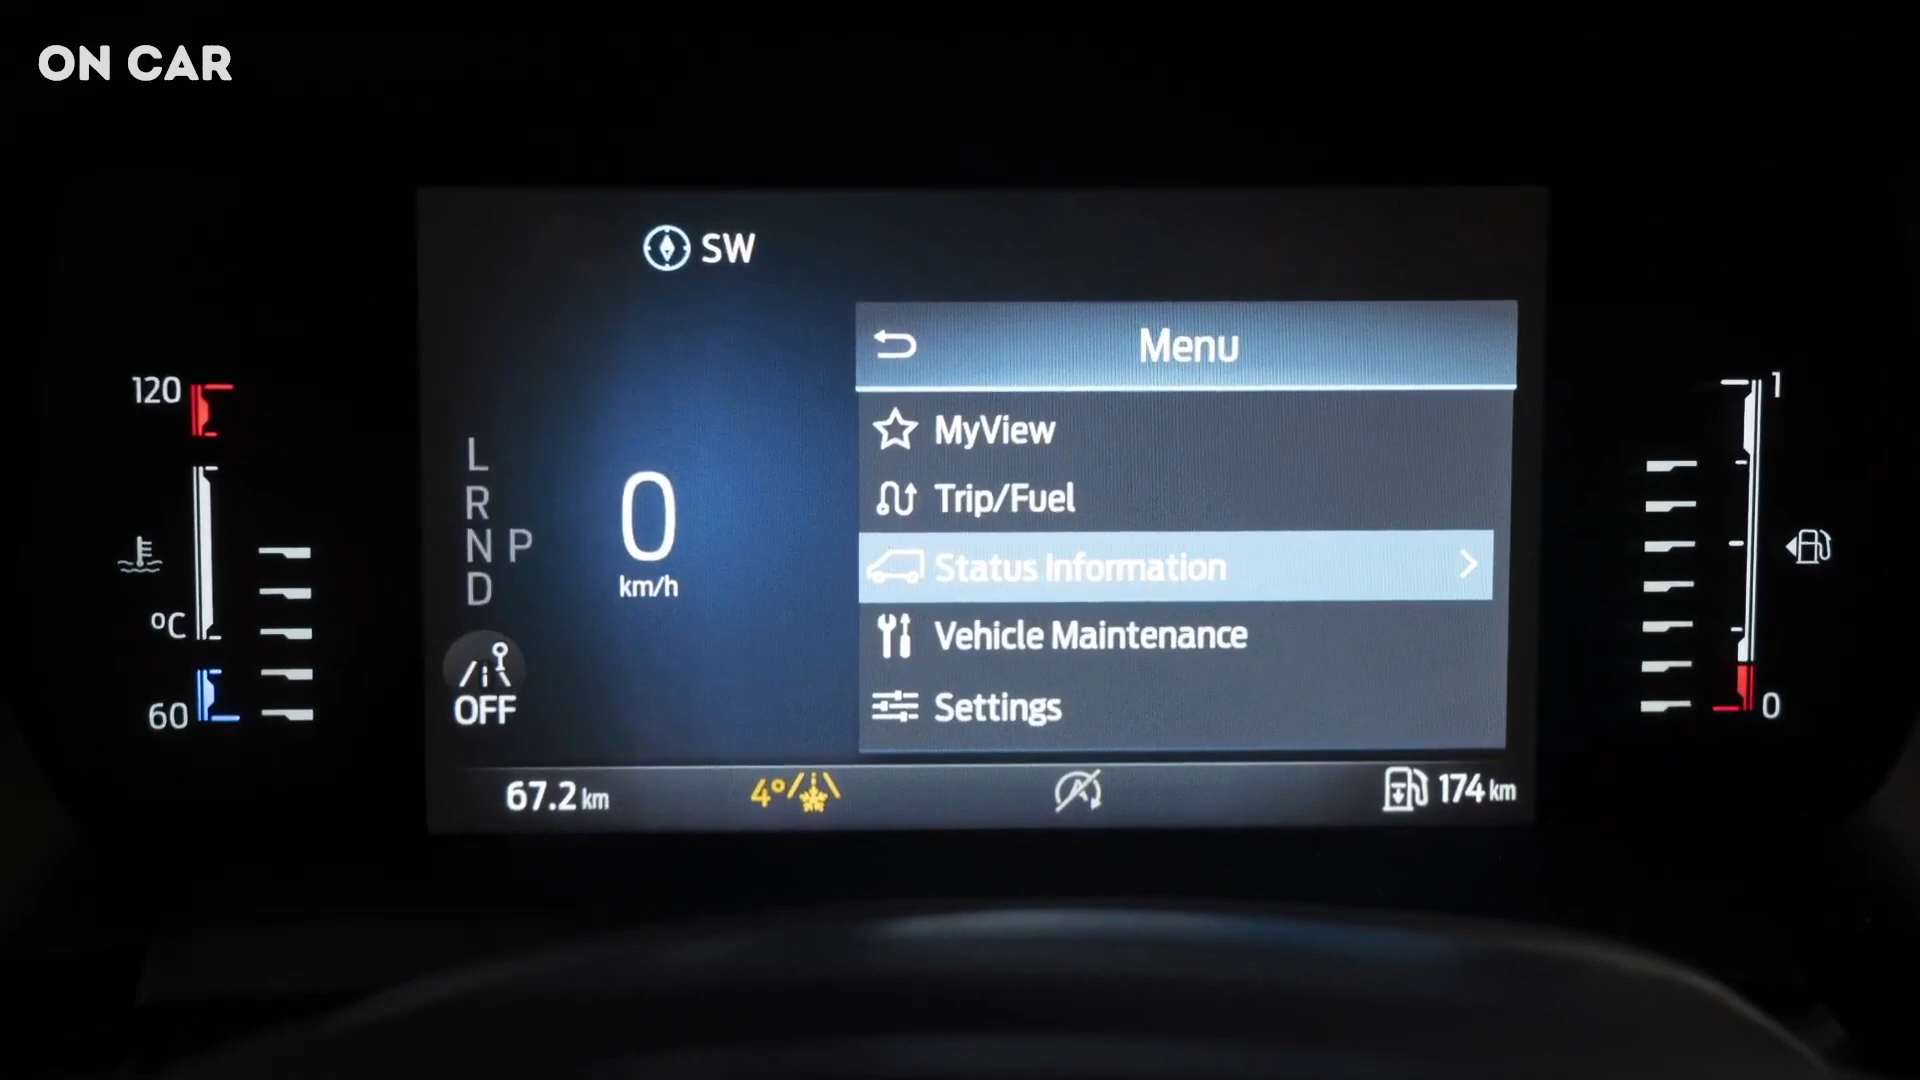 ON CAR
SW
Menu
MyView
Trip/Fuel
Status Information
Vehicle Maintenance
Settings
120
ºC
60
L
R
N P
D
0
km/h
OFF
1
0
67.2 km
4°
174 km